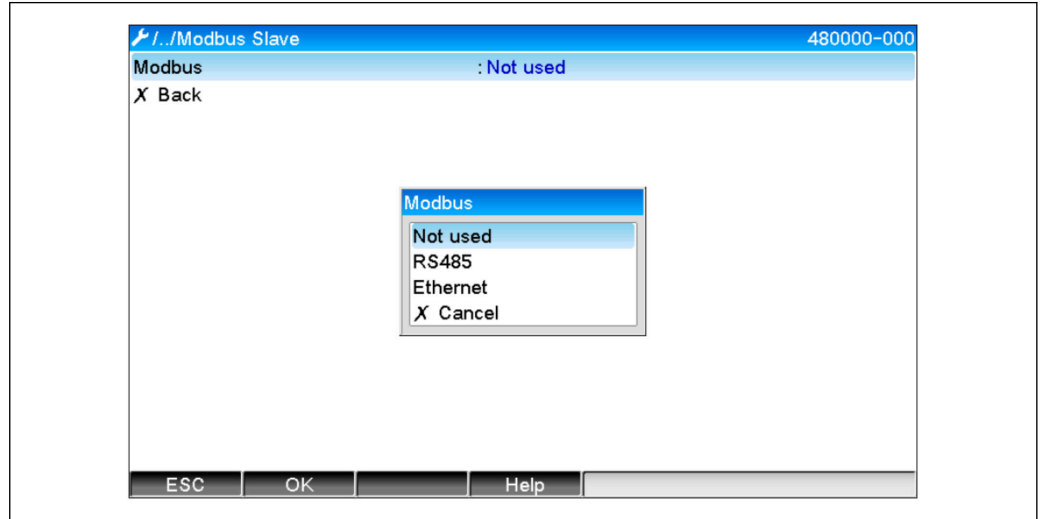 /../Modbus Slave 480000-000
Modbus : Not used
X Back
Modbus
Not used
RS485
Ethernet
X Cancel
ESC OK Help